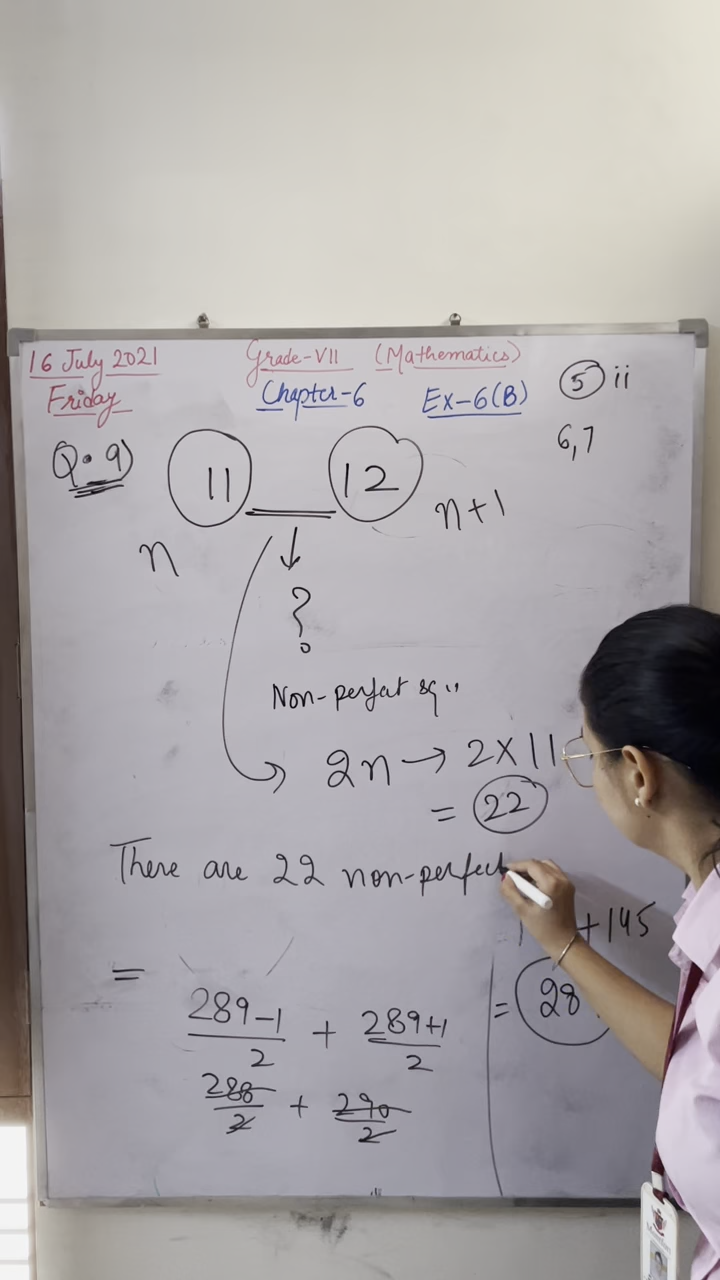 16 July 2021 Grade-VII (Mathematics)
Friday Chapter-6 Ex-6(B) 5 ii
6,7
Q. 9) 11 12
n n+1
?
Non-perfect sq..
2n → 2×11
= 22
There are 22 non-perfect
+145
= 289-1/2 + 289+1/2
288/2 + 290/2
= 28